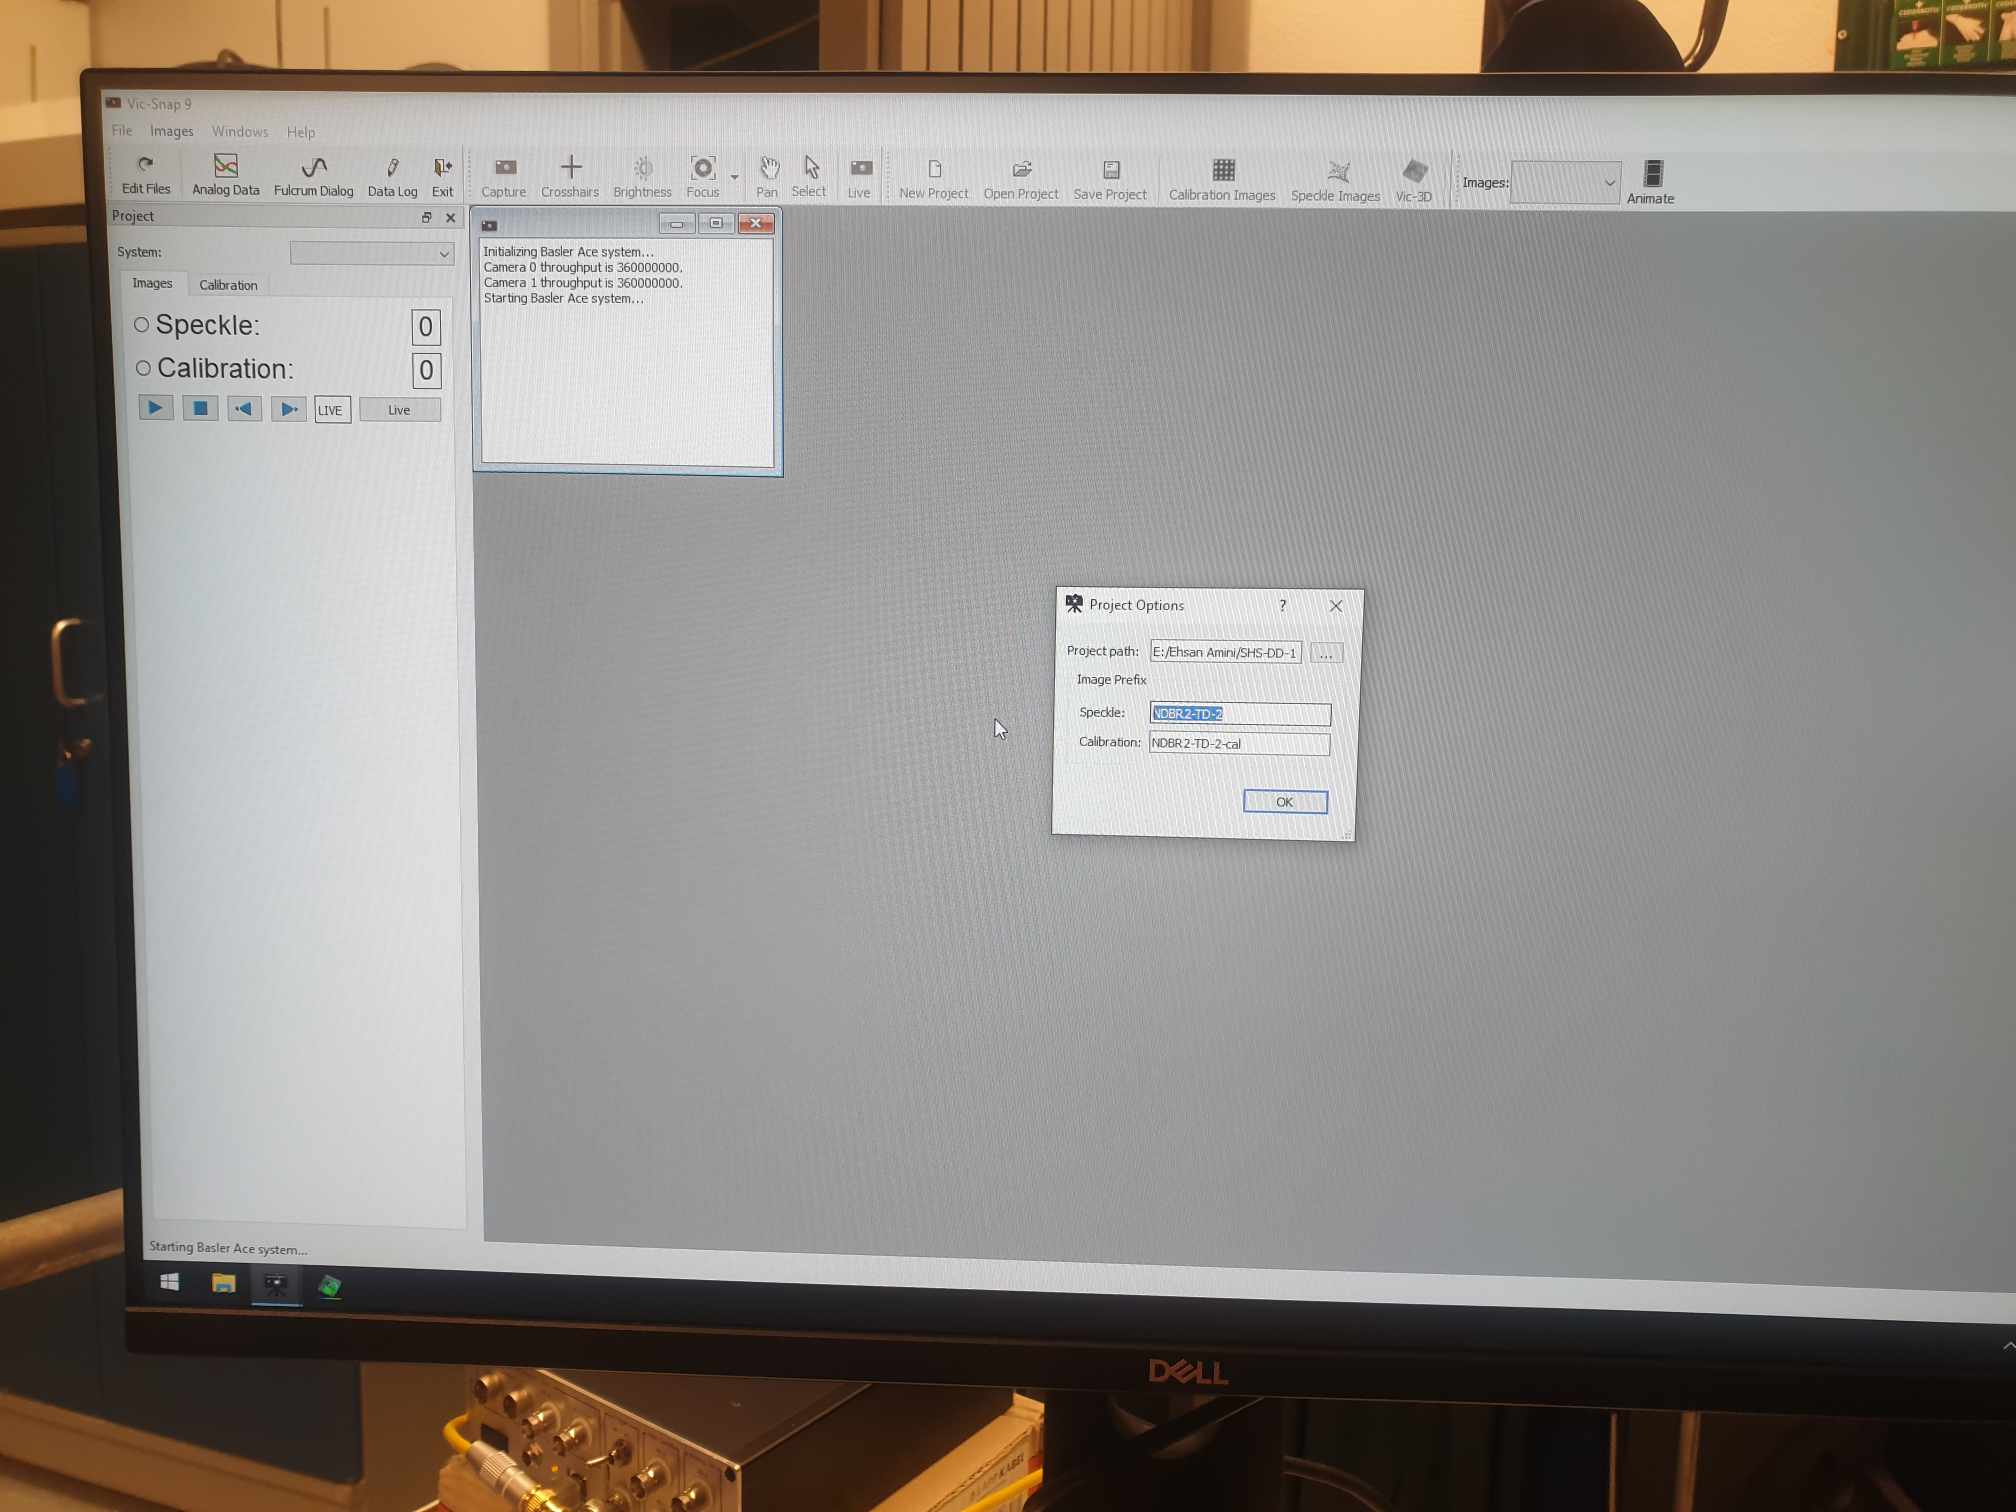 CEDERROTH CEDERROTH
Vic-Snap 9
File Images Windows Help
Edit Files Analog Data Fulcrum Dialog Data Log Exit Capture Crosshairs Brightness Focus Pan Select Live New Project Open Project Save Project Calibration Images Speckle Images Vic-3D Images: Animate
Project
System:
Images Calibration
Speckle: 0
Calibration: 0
LIVE Live
Initializing Basler Ace system...
Camera 0 throughput is 360000000.
Camera 1 throughput is 360000000.
Starting Basler Ace system...
Project Options ?
Project path: E:/Ehsan Amini/SHS-DD-1 ...
Image Prefix
Speckle: NDBR2-TD-2
Calibration: NDBR2-TD-2-cal
OK
Starting Basler Ace system...
DELL
KABEL